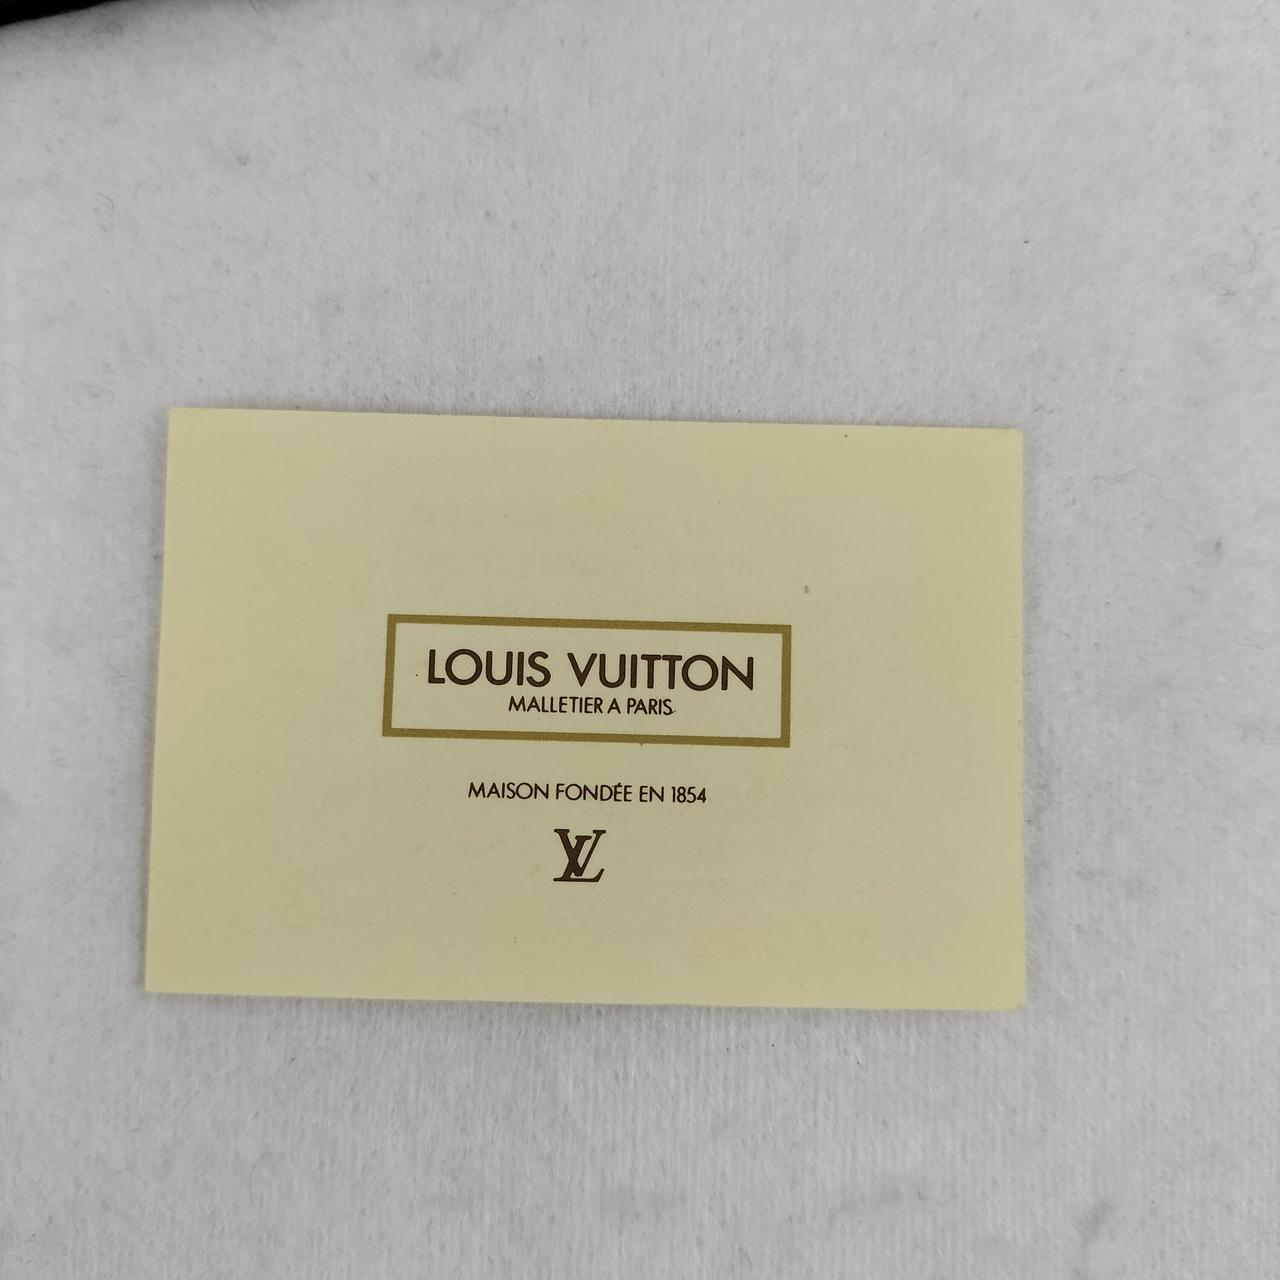 LOUIS VUITTON
MALLETIER A PARIS
MAISON FONDÉE EN 1854
LV